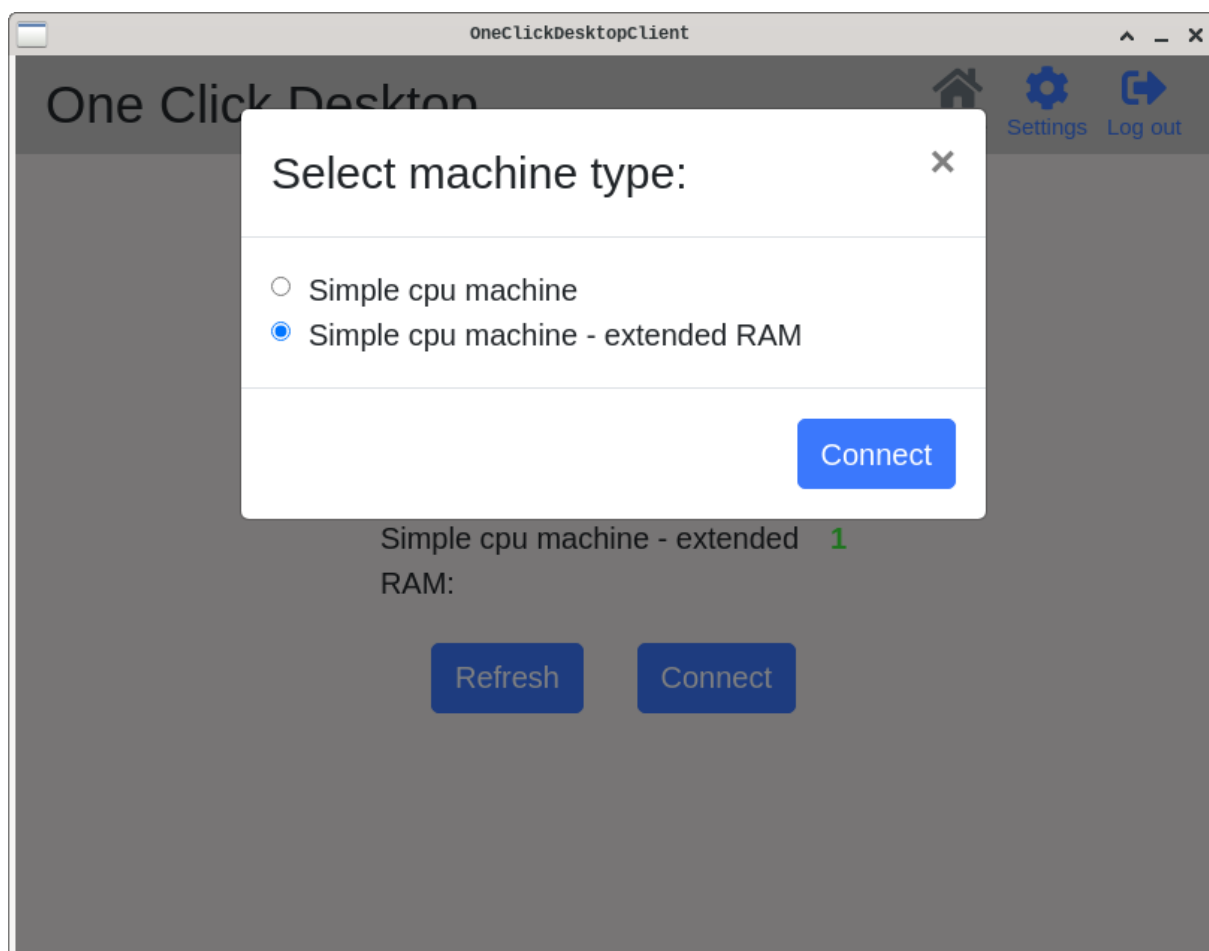 OneClickDesktopClient
One Click Desktop
Settings Log out
Select machine type:
×
Simple cpu machine
Simple cpu machine - extended RAM
Connect
Simple cpu machine - extended 1
RAM:
Refresh Connect